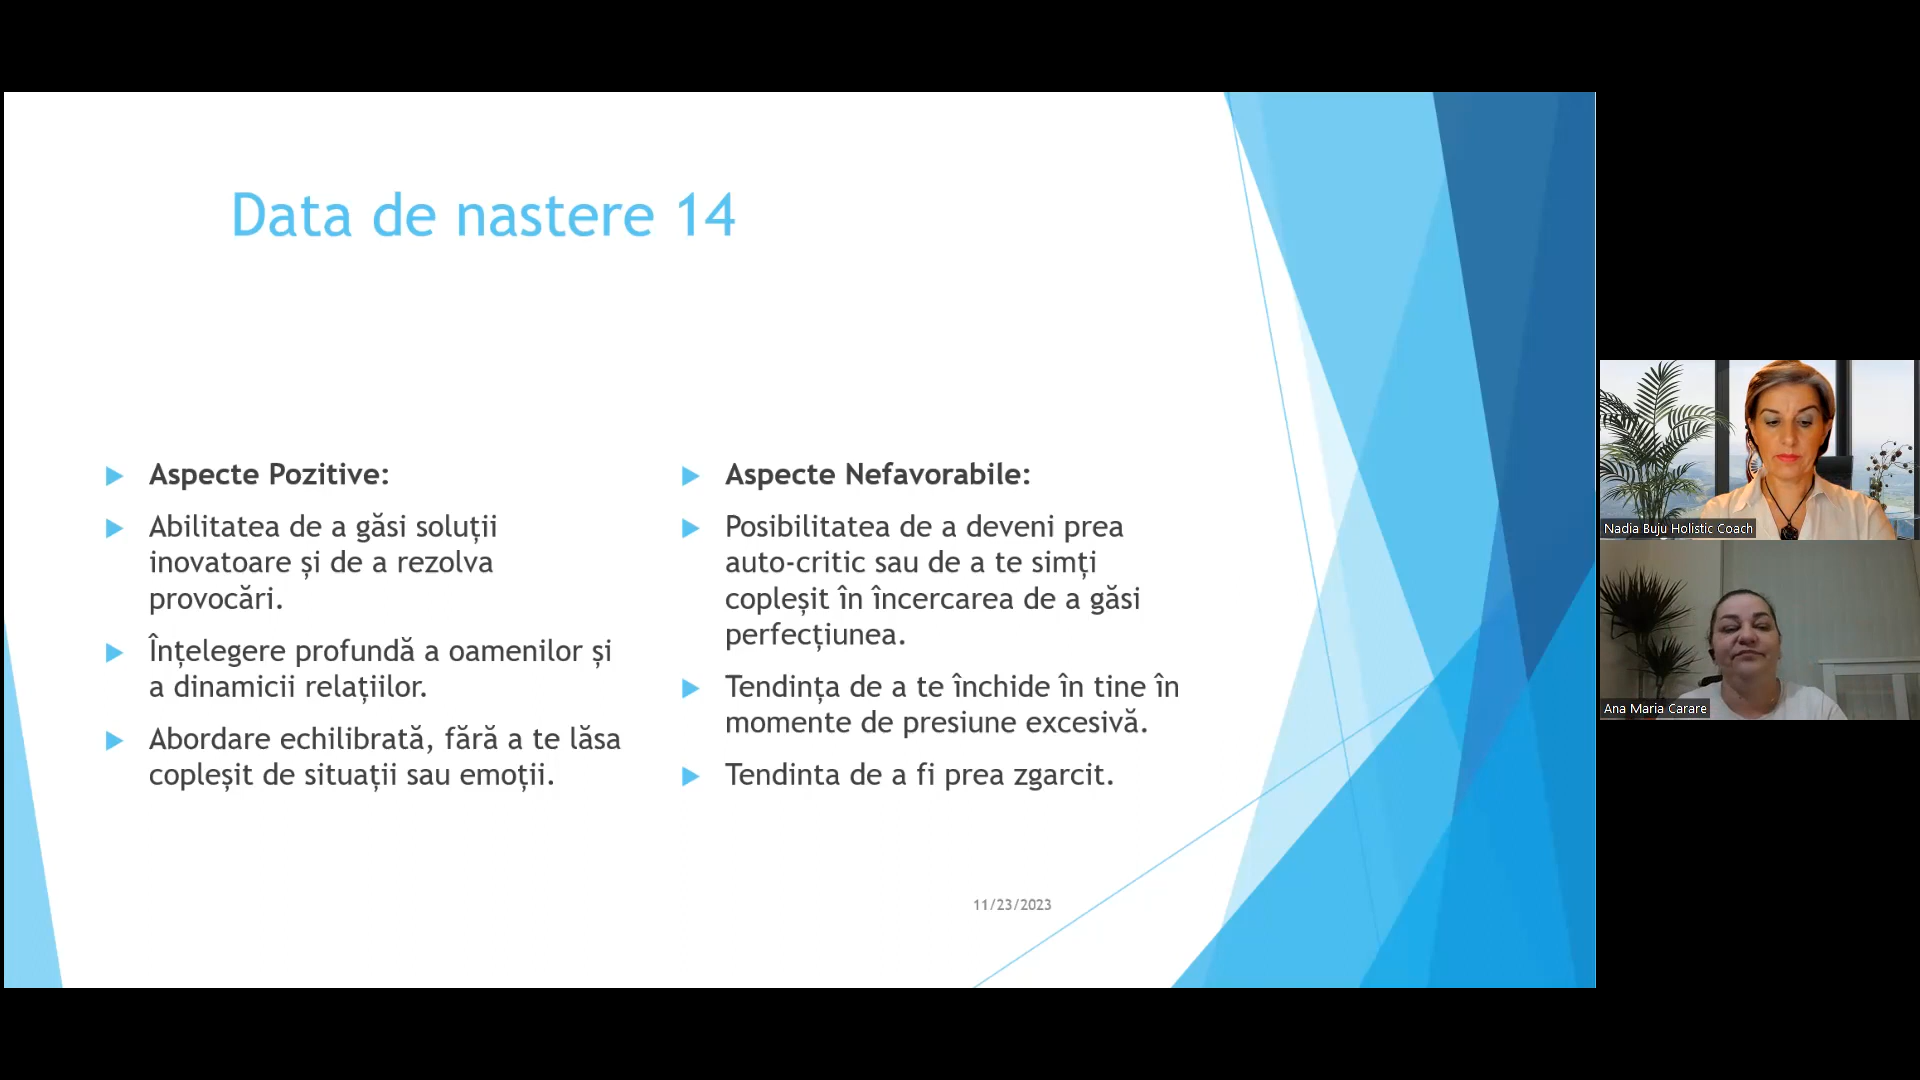 Data de nastere 14
Aspecte Pozitive:
Abilitatea de a găsi soluții
inovatoare și de a rezolva
provocări.
Înțelegere profundă a oamenilor și
a dinamicii relațiilor.
Abordare echilibrată, fără a te lăsa
copleșit de situații sau emoții.
Aspecte Nefavorabile:
Posibilitatea de a deveni prea
auto-critic sau de a te simți
copleșit în încercarea de a găsi
perfecțiunea.
Tendința de a te închide în tine în
momente de presiune excesivă.
Tendinta de a fi prea zgarcit.
11/23/2023
Nadia Buju Holistic Coach
Ana Maria Carare